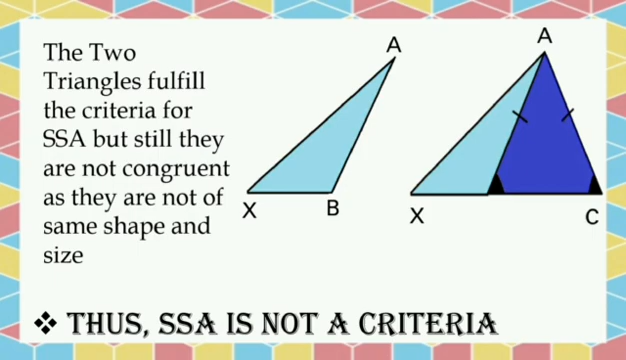 The Two
Triangles fulfill
the criteria for
SSA but still they
are not congruent
as they are not of
same shape and
size
A
X
B
A
X
C
❖ THUS, SSA IS NOT A CRITERIA